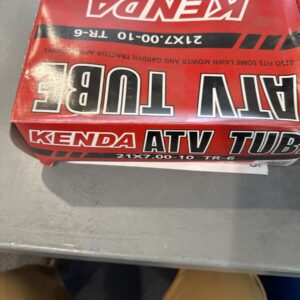 KENDA
21X7.00-10 TR-6
ALSO FITS SOME LAWN MOWER AND GARDEN TRACTOR APPLICATIONS
ATV TUBE
KENDA ATV TUBE
21X7.00-10 TR-6